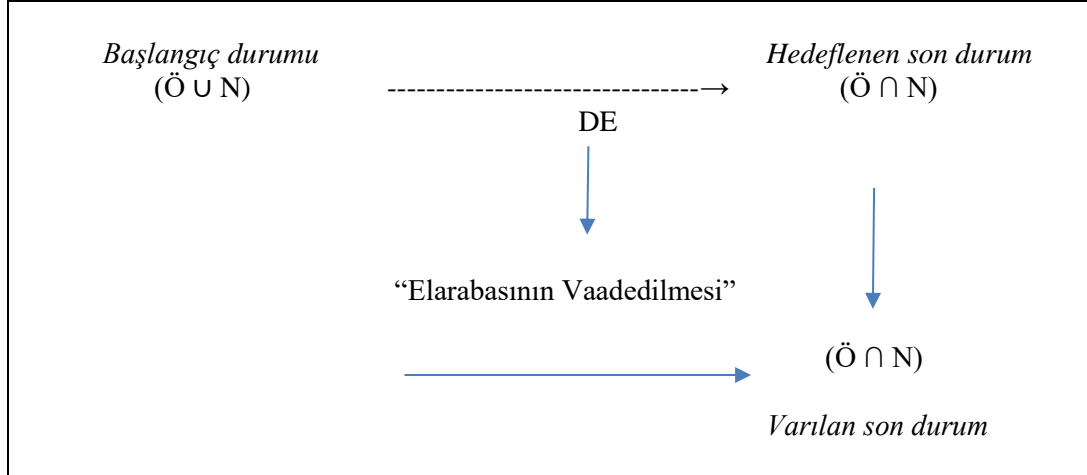 Başlangıç durumu
Hedeflenen son durum
(Ö ∪ N)
--------------------------------→
(Ö ∩ N)
DE
“Elarabasının Vaadedilmesi”
(Ö ∩ N)
Varılan son durum